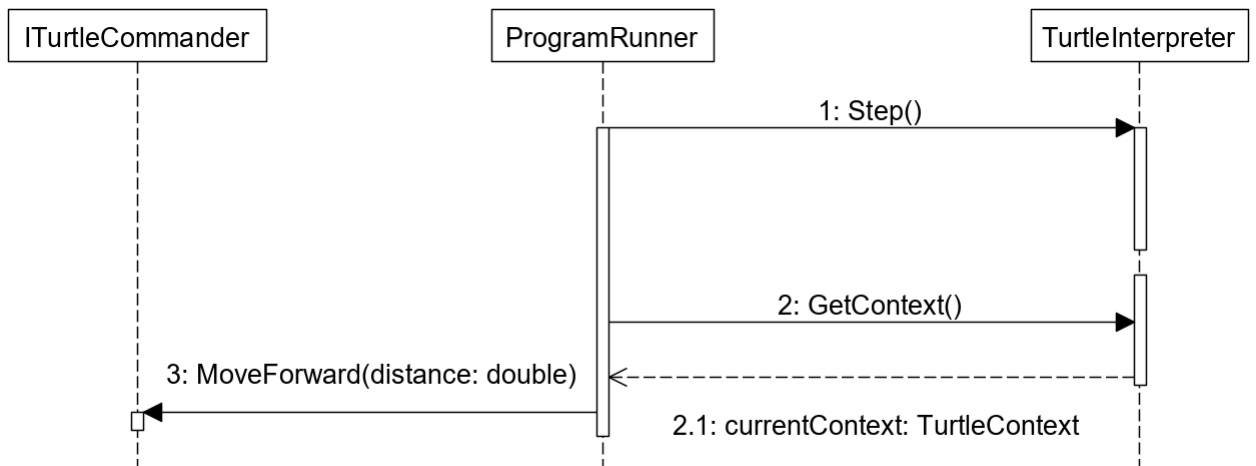 ITurtleCommander
ProgramRunner
TurtleInterpreter
1: Step()
2: GetContext()
3: MoveForward(distance: double)
2.1: currentContext: TurtleContext